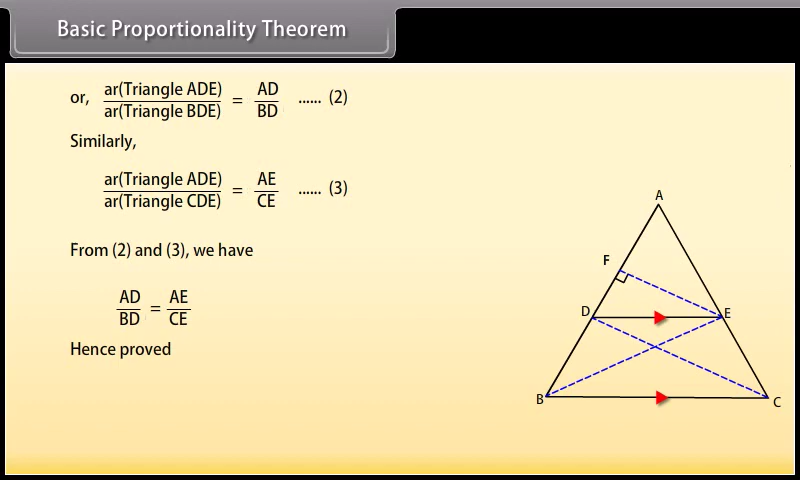 Basic Proportionality Theorem
or, ar(Triangle ADE) / ar(Triangle BDE) = AD / BD ...... (2)
Similarly,
ar(Triangle ADE) / ar(Triangle CDE) = AE / CE ...... (3)
From (2) and (3), we have
AD / BD = AE / CE
Hence proved
A
F
D
E
B
C